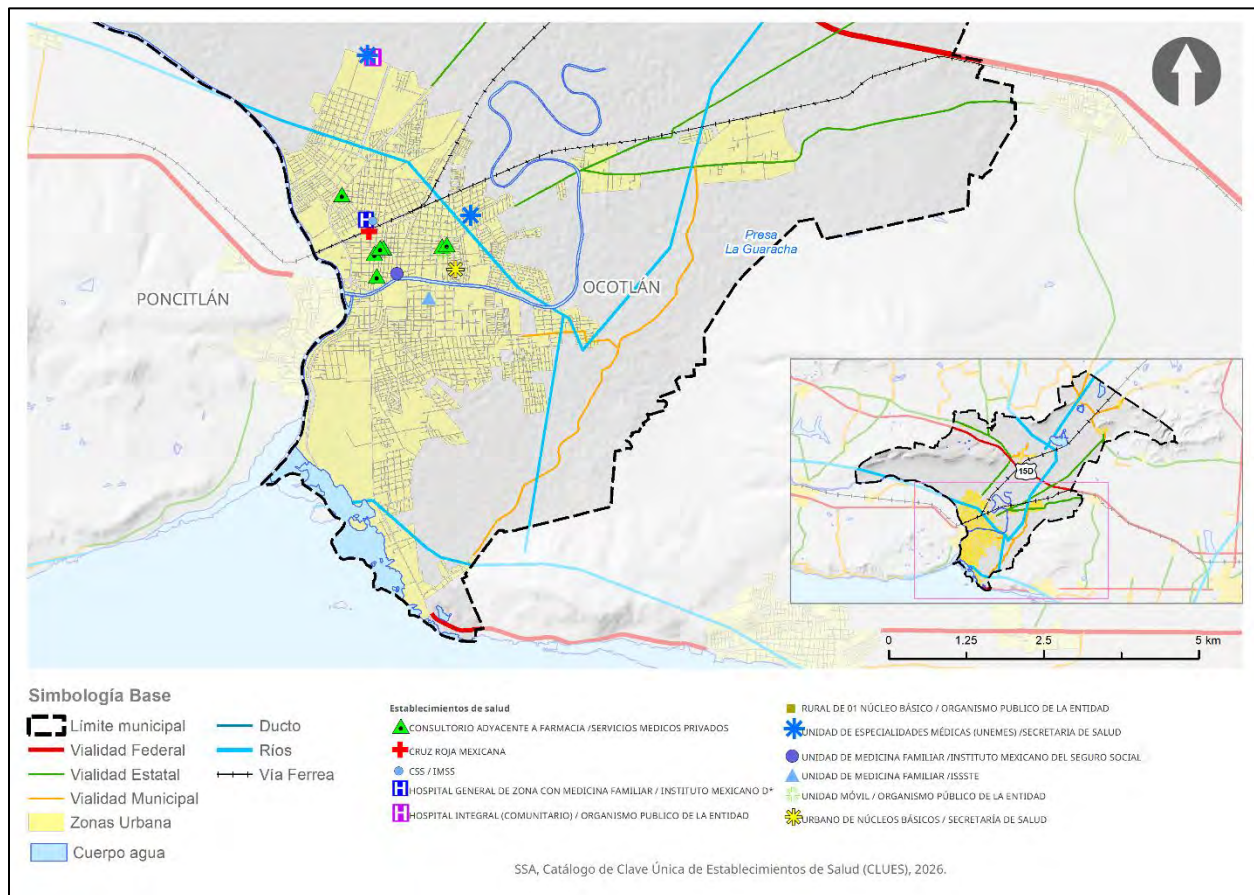 PONCITLÁN
OCOTLÁN
Presa
La Guaracha
15D
0 1.25 2.5 5 km
Simbología Base
Límite municipal
Vialidad Federal
Vialidad Estatal
Vialidad Municipal
Zonas Urbana
Cuerpo agua
Ducto
Ríos
Vía Ferrea
Establecimientos de salud
CONSULTORIO ADYACENTE A FARMACIA /SERVICIOS MEDICOS PRIVADOS
CRUZ ROJA MEXICANA
CSS / IMSS
H HOSPITAL GENERAL DE ZONA CON MEDICINA FAMILIAR / INSTITUTO MEXICANO D*
H HOSPITAL INTEGRAL (COMUNITARIO) / ORGANISMO PUBLICO DE LA ENTIDAD
RURAL DE 01 NÚCLEO BÁSICO / ORGANISMO PUBLICO DE LA ENTIDAD
UNIDAD DE ESPECIALIDADES MÉDICAS (UNEMES) /SECRETARIA DE SALUD
UNIDAD DE MEDICINA FAMILIAR /INSTITUTO MEXICANO DEL SEGURO SOCIAL
UNIDAD DE MEDICINA FAMILIAR /ISSSTE
UNIDAD MÓVIL / ORGANISMO PÚBLICO DE LA ENTIDAD
URBANO DE NÚCLEOS BÁSICOS / SECRETARÍA DE SALUD
SSA, Catálogo de Clave Única de Establecimientos de Salud (CLUES), 2026.